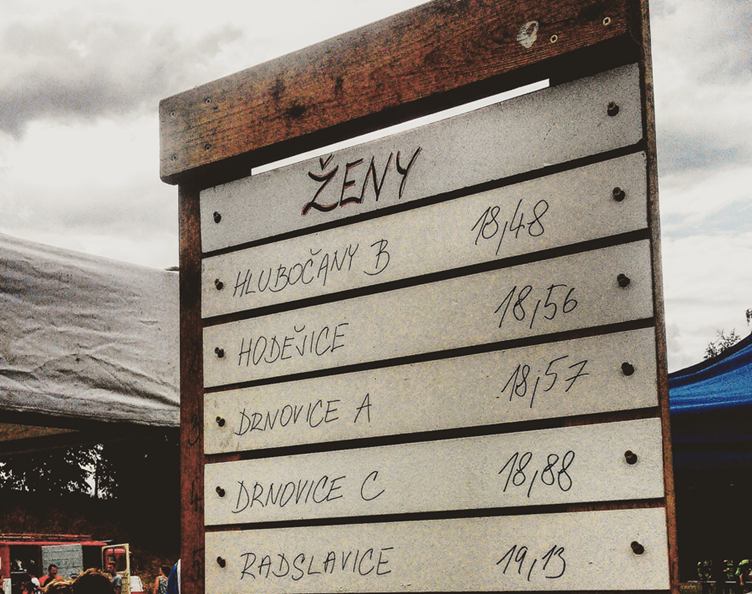 ŽENY
HLUBOČANY B 18,48
HODĚJICE 18,56
DRNOVICE A 18,57
DRNOVICE C 18,88
RADSLAVICE 19,13